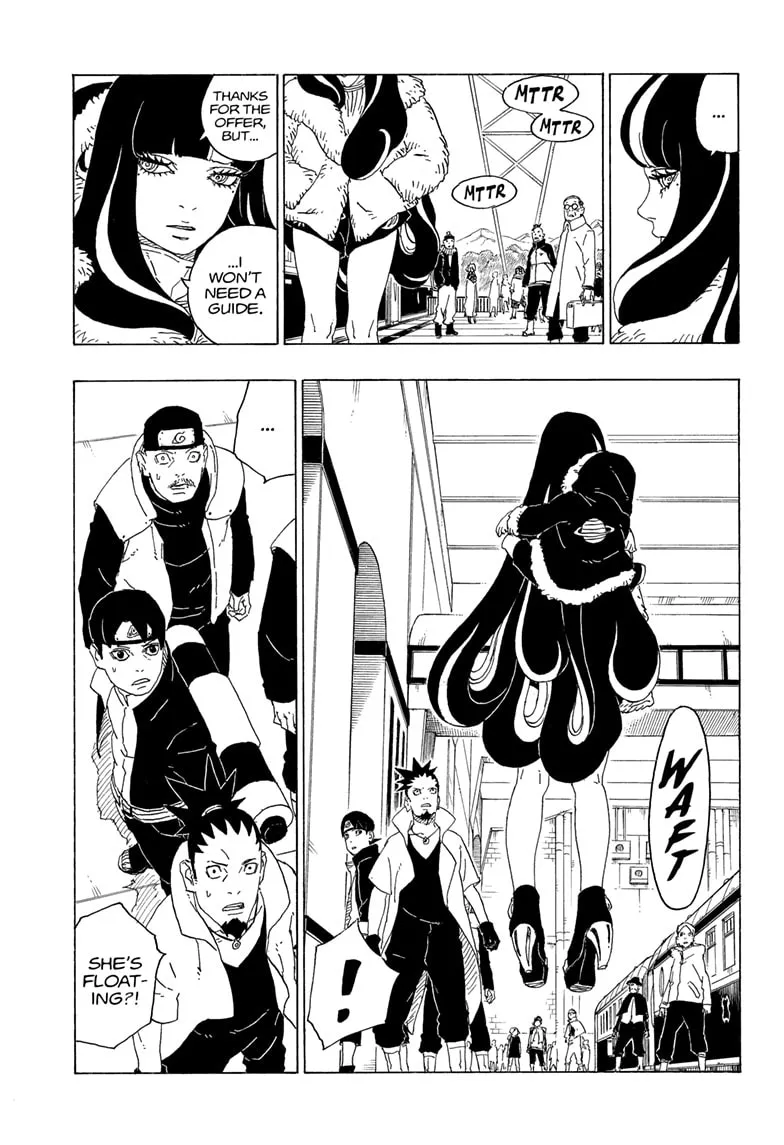 ...
MTTR
MTTR
MTTR
THANKS
FOR THE
OFFER,
BUT...
...I
WON'T
NEED A
GUIDE.
WAFT
!
...
SHE'S
FLOAT-
ING?!